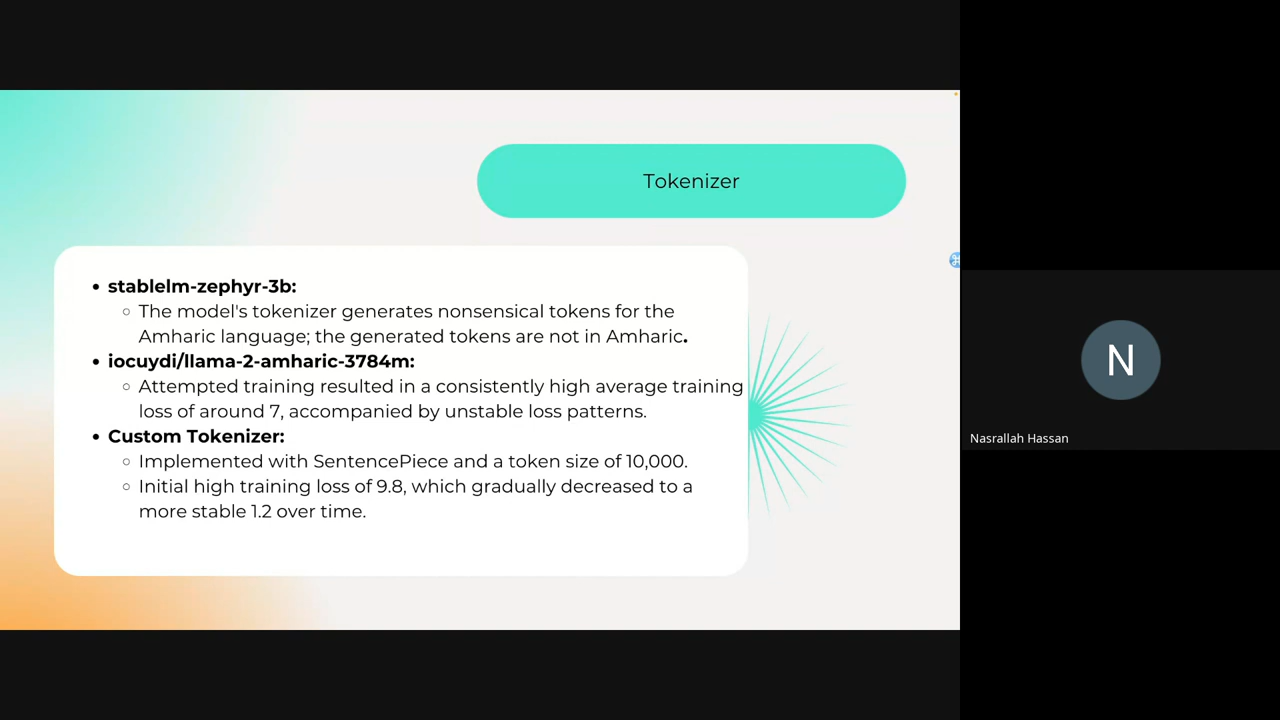 Tokenizer
• stablelm-zephyr-3b:
○ The model's tokenizer generates nonsensical tokens for the
Amharic language; the generated tokens are not in Amharic.
• iocuydi/llama-2-amharic-3784m:
○ Attempted training resulted in a consistently high average training
loss of around 7, accompanied by unstable loss patterns.
• Custom Tokenizer:
○ Implemented with SentencePiece and a token size of 10,000.
○ Initial high training loss of 9.8, which gradually decreased to a
more stable 1.2 over time.
N
Nasrallah Hassan